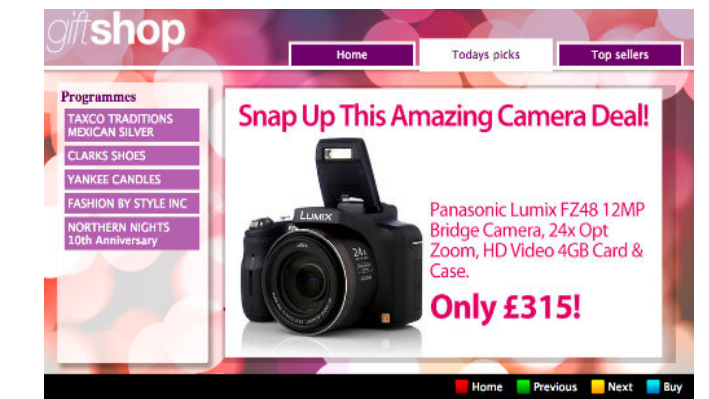 giftshop
Home
Todays picks
Top sellers
Programmes
TAXCO TRADITIONS
MEXICAN SILVER
CLARKS SHOES
YANKEE CANDLES
FASHION BY STYLE INC
NORTHERN NIGHTS
10th Anniversary
Snap Up This Amazing Camera Deal!
LUMIX
24x
Panasonic Lumix FZ48 12MP
Bridge Camera, 24x Opt
Zoom, HD Video 4GB Card &
Case.
Only £315!
Home
Previous
Next
Buy